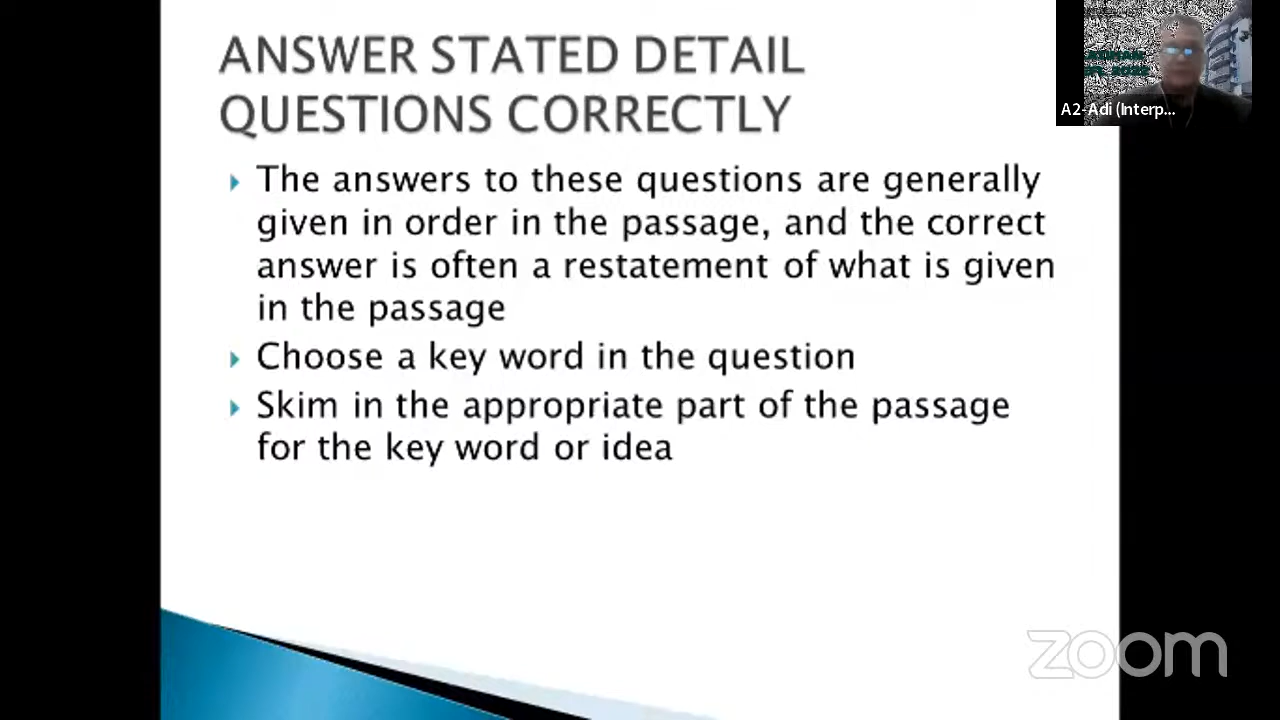 ANSWER STATED DETAIL
QUESTIONS CORRECTLY
The answers to these questions are generally
given in order in the passage, and the correct
answer is often a restatement of what is given
in the passage
Choose a key word in the question
Skim in the appropriate part of the passage
for the key word or idea
A2-Adi (Interp...
zoom